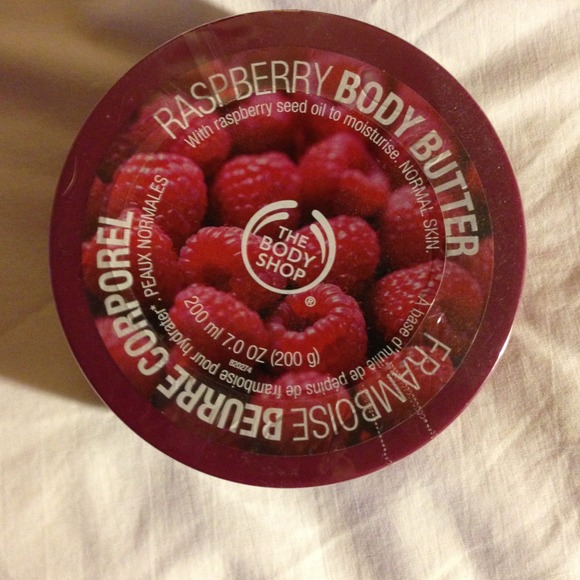 RASPBERRY BODY BUTTER
With raspberry seed oil to moisturise. NORMAL SKIN.
THE
BODY
SHOP
®
200 ml 7.0 OZ (200 g)
820274
FRAMBOISE BEURRE CORPOREL
À base d'huile de pépins de framboise pour hydrater*. PEAUX NORMALES